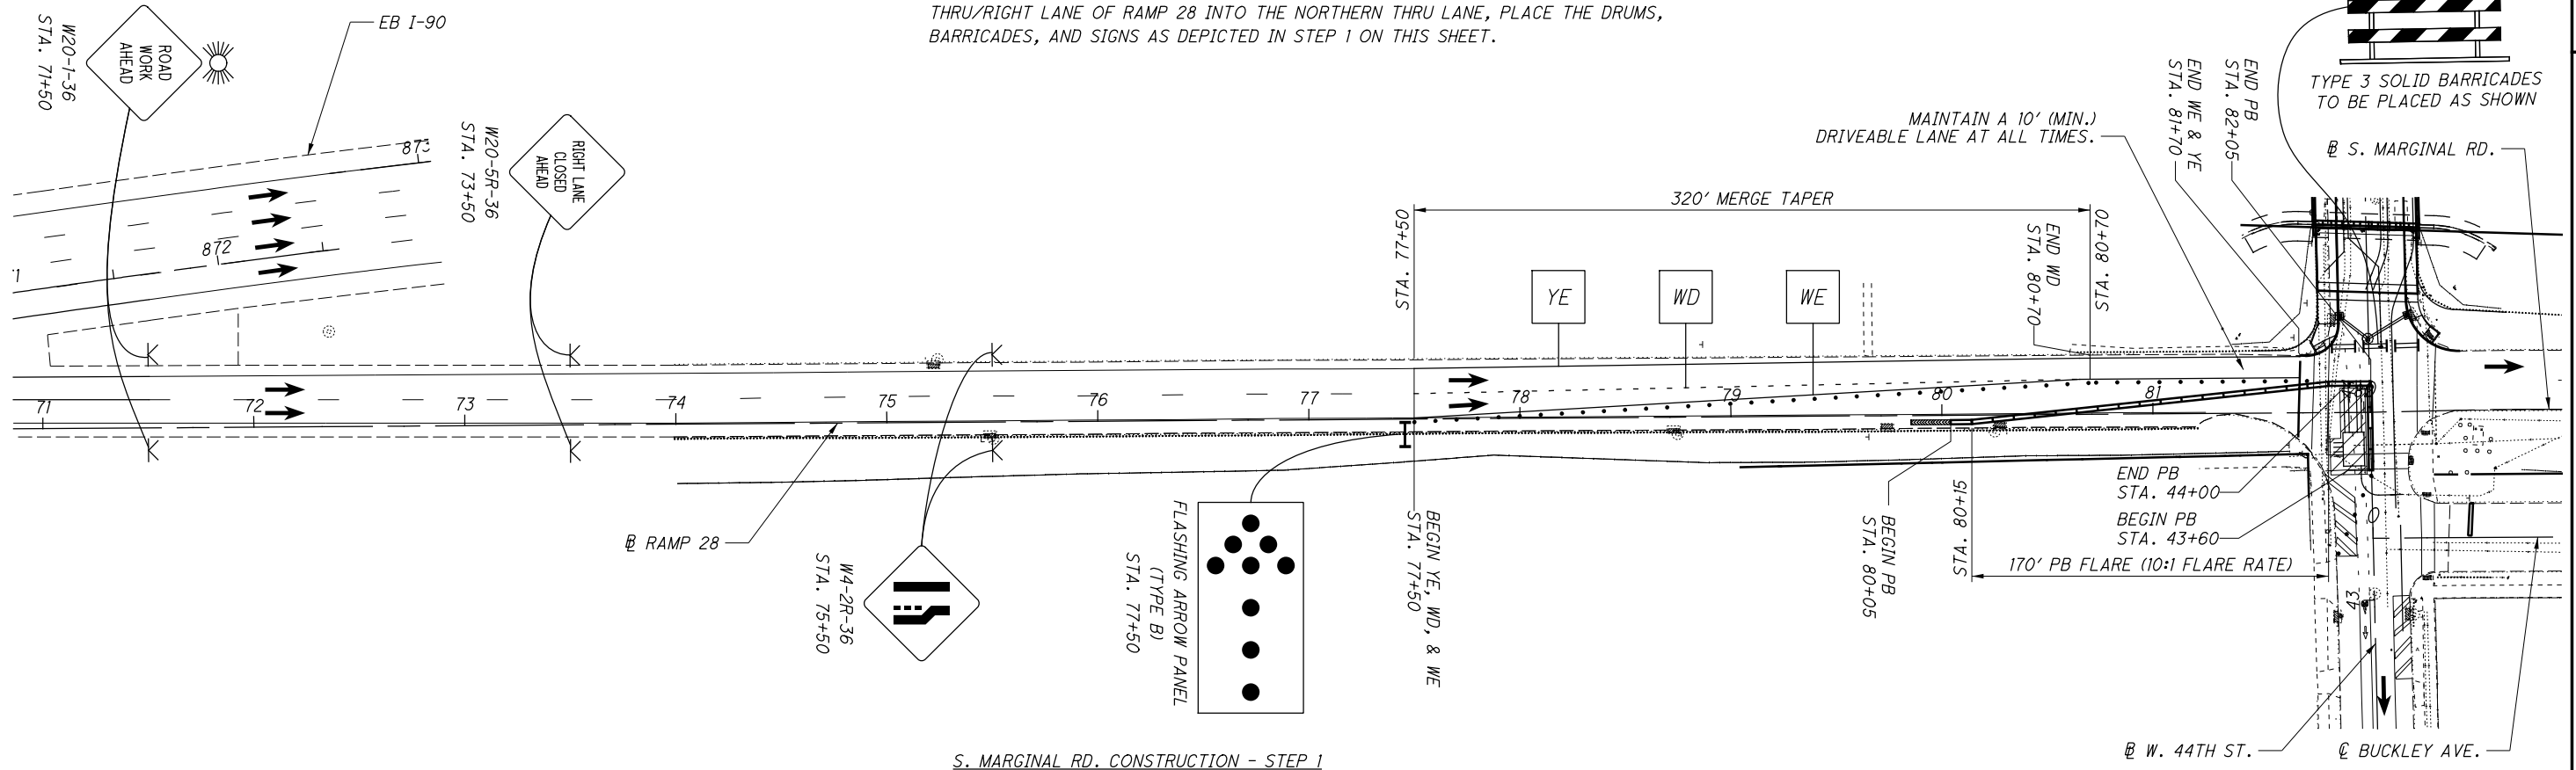 THRU/RIGHT LANE OF RAMP 28 INTO THE NORTHERN THRU LANE, PLACE THE DRUMS,
BARRICADES, AND SIGNS AS DEPICTED IN STEP 1 ON THIS SHEET.
W20-1-36
STA. 71+50
ROAD
WORK
AHEAD
EB I-90
873
872
W20-5R-36
STA. 73+50
RIGHT LANE
CLOSED
AHEAD
TYPE 3 SOLID BARRICADES
TO BE PLACED AS SHOWN
MAINTAIN A 10' (MIN.)
DRIVEABLE LANE AT ALL TIMES.
END WE & YE
STA. 81+70
END PB
STA. 82+05
℄ S. MARGINAL RD.
320' MERGE TAPER
STA. 77+50
END WD
STA. 80+70
STA. 80+70
YE
WD
WE
71
72
73
74
75
76
77
78
79
80
81
℄ RAMP 28
W4-2R-36
STA. 75+50
FLASHING ARROW PANEL
(TYPE B)
STA. 77+50
BEGIN YE, WD, & WE
STA. 77+50
BEGIN PB
STA. 80+05
STA. 80+15
END PB
STA. 44+00
BEGIN PB
STA. 43+60
170' PB FLARE (10:1 FLARE RATE)
43
℄ W. 44TH ST.
℄ BUCKLEY AVE.
S. MARGINAL RD. CONSTRUCTION - STEP 1